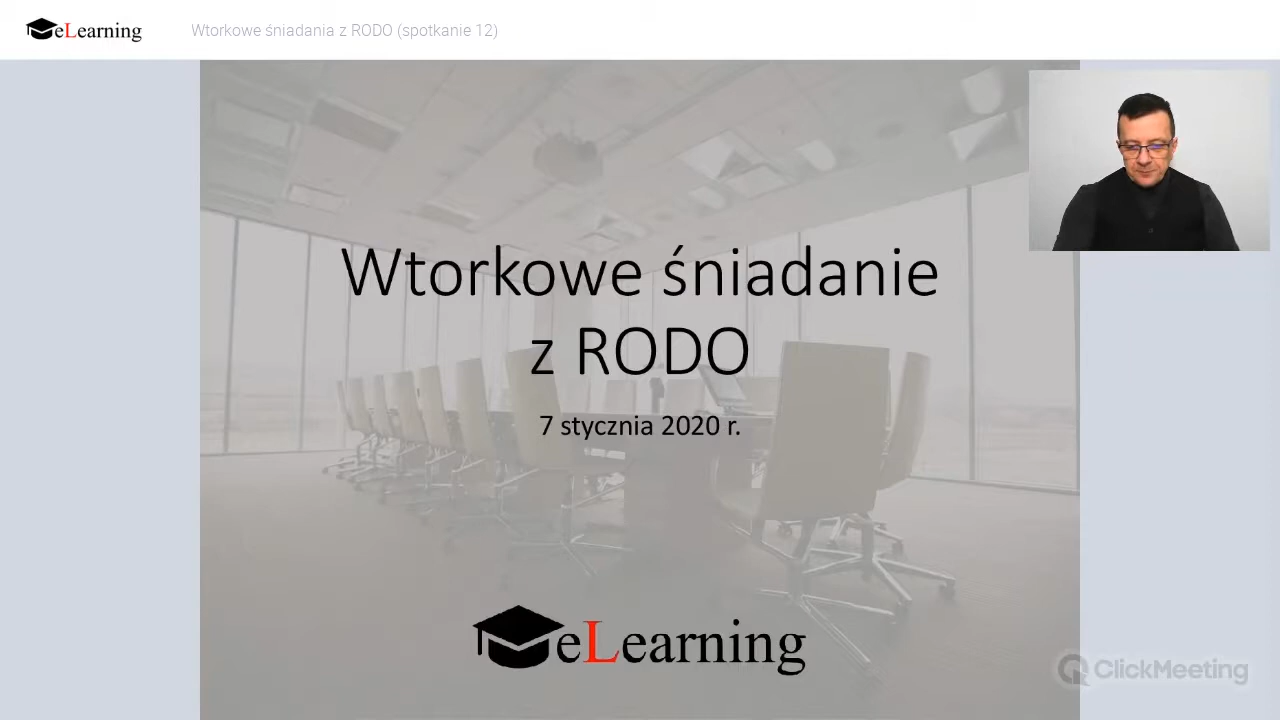 eLearning
Wtorkowe śniadania z RODO (spotkanie 12)
Wtorkowe śniadanie
z RODO
7 stycznia 2020 r.
eLearning
ClickMeeting